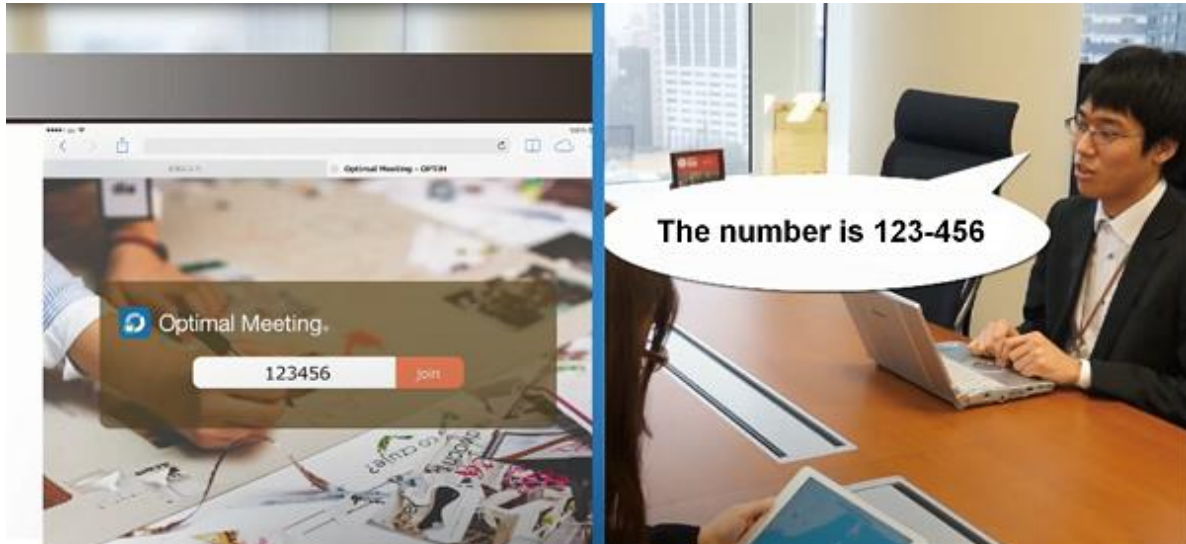 Optimal Meeting - OPTIM
Optimal Meeting
123456
Join
The number is 123-456